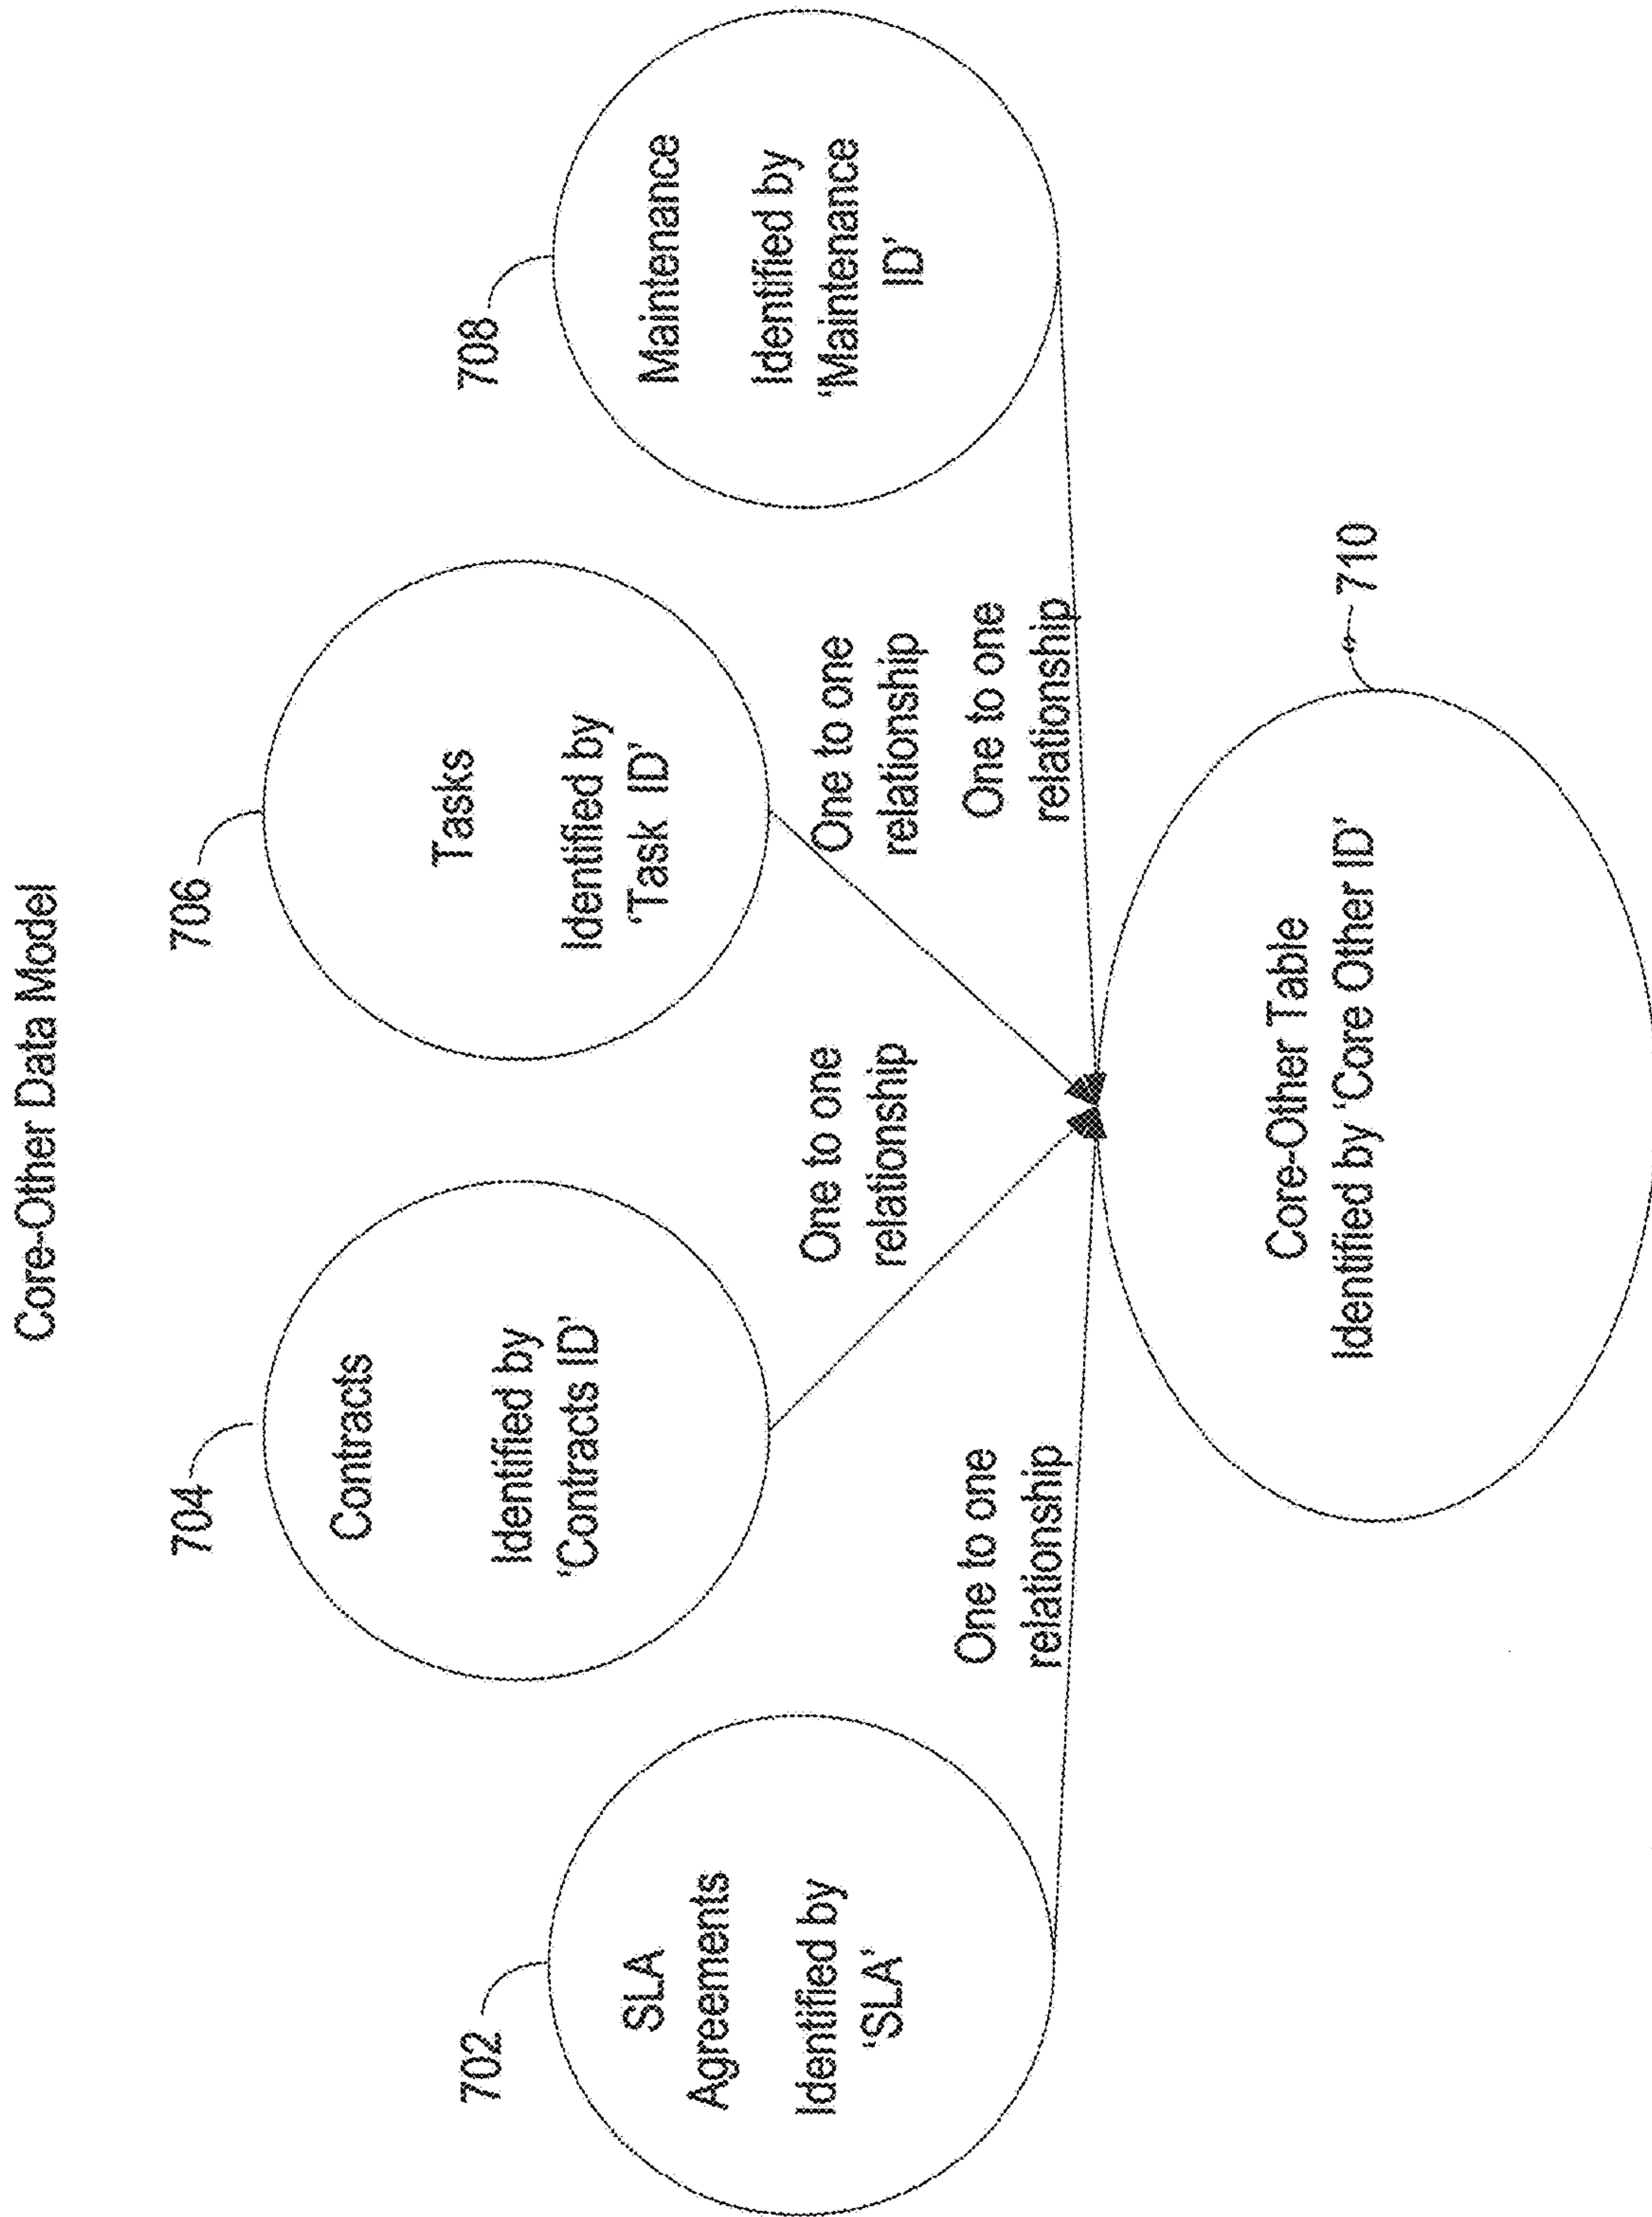 Core-Other Data Model
704
706
Contracts
Identified by
'Contracts ID'
Tasks
Identified by
'Task ID'
702
708
SLA
Agreements
Identified by
'SLA'
Maintenance
Identified by
'Maintenance
ID'
One to one
relationship
One to one
relationship
One to one
relationship
One to one
relationship
Core-Other Table
Identified by 'Core Other ID'
710